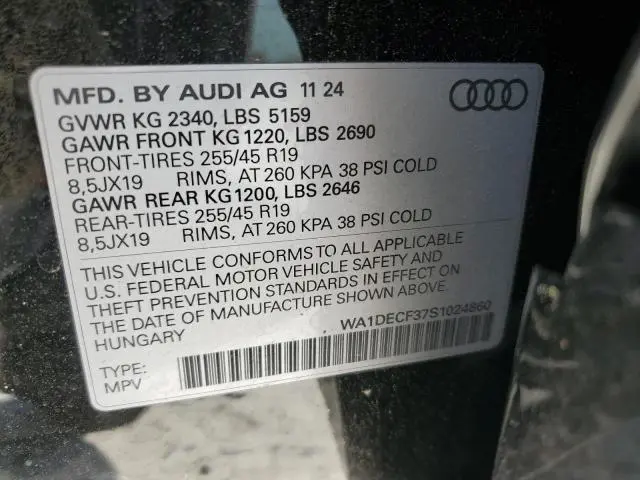 MFD. BY AUDI AG 11 24
GVWR KG 2340, LBS 5159
GAWR FRONT KG 1220, LBS 2690
FRONT-TIRES 255/45 R19
8,5JX19 RIMS, AT 260 KPA 38 PSI COLD
GAWR REAR KG 1200, LBS 2646
REAR-TIRES 255/45 R19
8,5JX19 RIMS, AT 260 KPA 38 PSI COLD
THIS VEHICLE CONFORMS TO ALL APPLICABLE
U.S. FEDERAL MOTOR VEHICLE SAFETY AND
THEFT PREVENTION STANDARDS IN EFFECT ON
THE DATE OF MANUFACTURE SHOWN ABOVE.
HUNGARY WA1DECF37S1024860
TYPE:
MPV